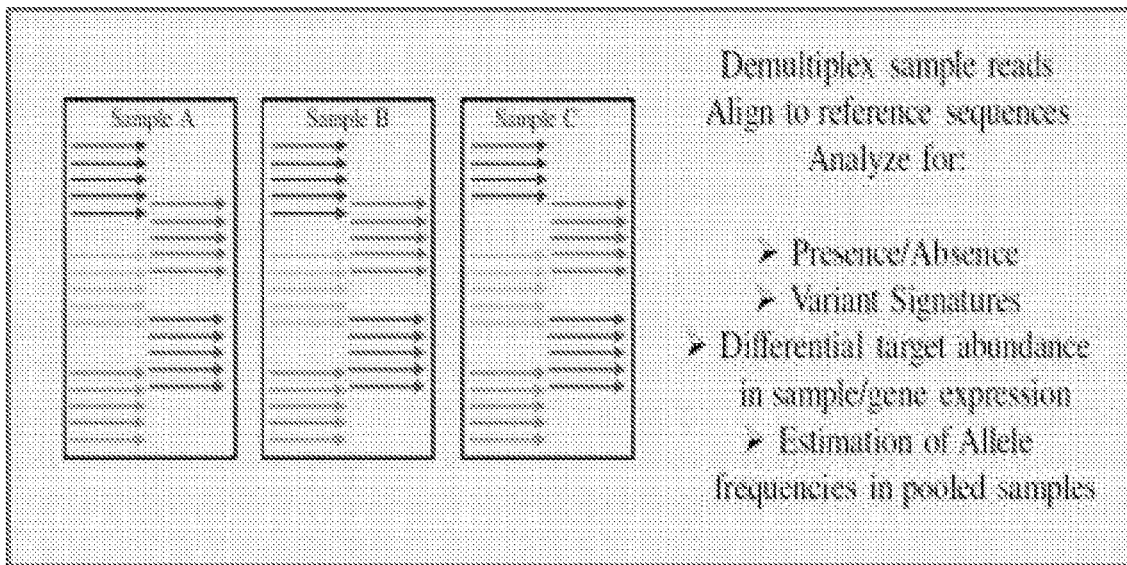 Sample A
Sample B
Sample C
Demultiplex sample reads
Align to reference sequences
Analyze for:
➤ Presence/Absence
➤ Variant Signatures
➤ Differential target abundance
in sample/gene expression
➤ Estimation of Allele
frequencies in pooled samples